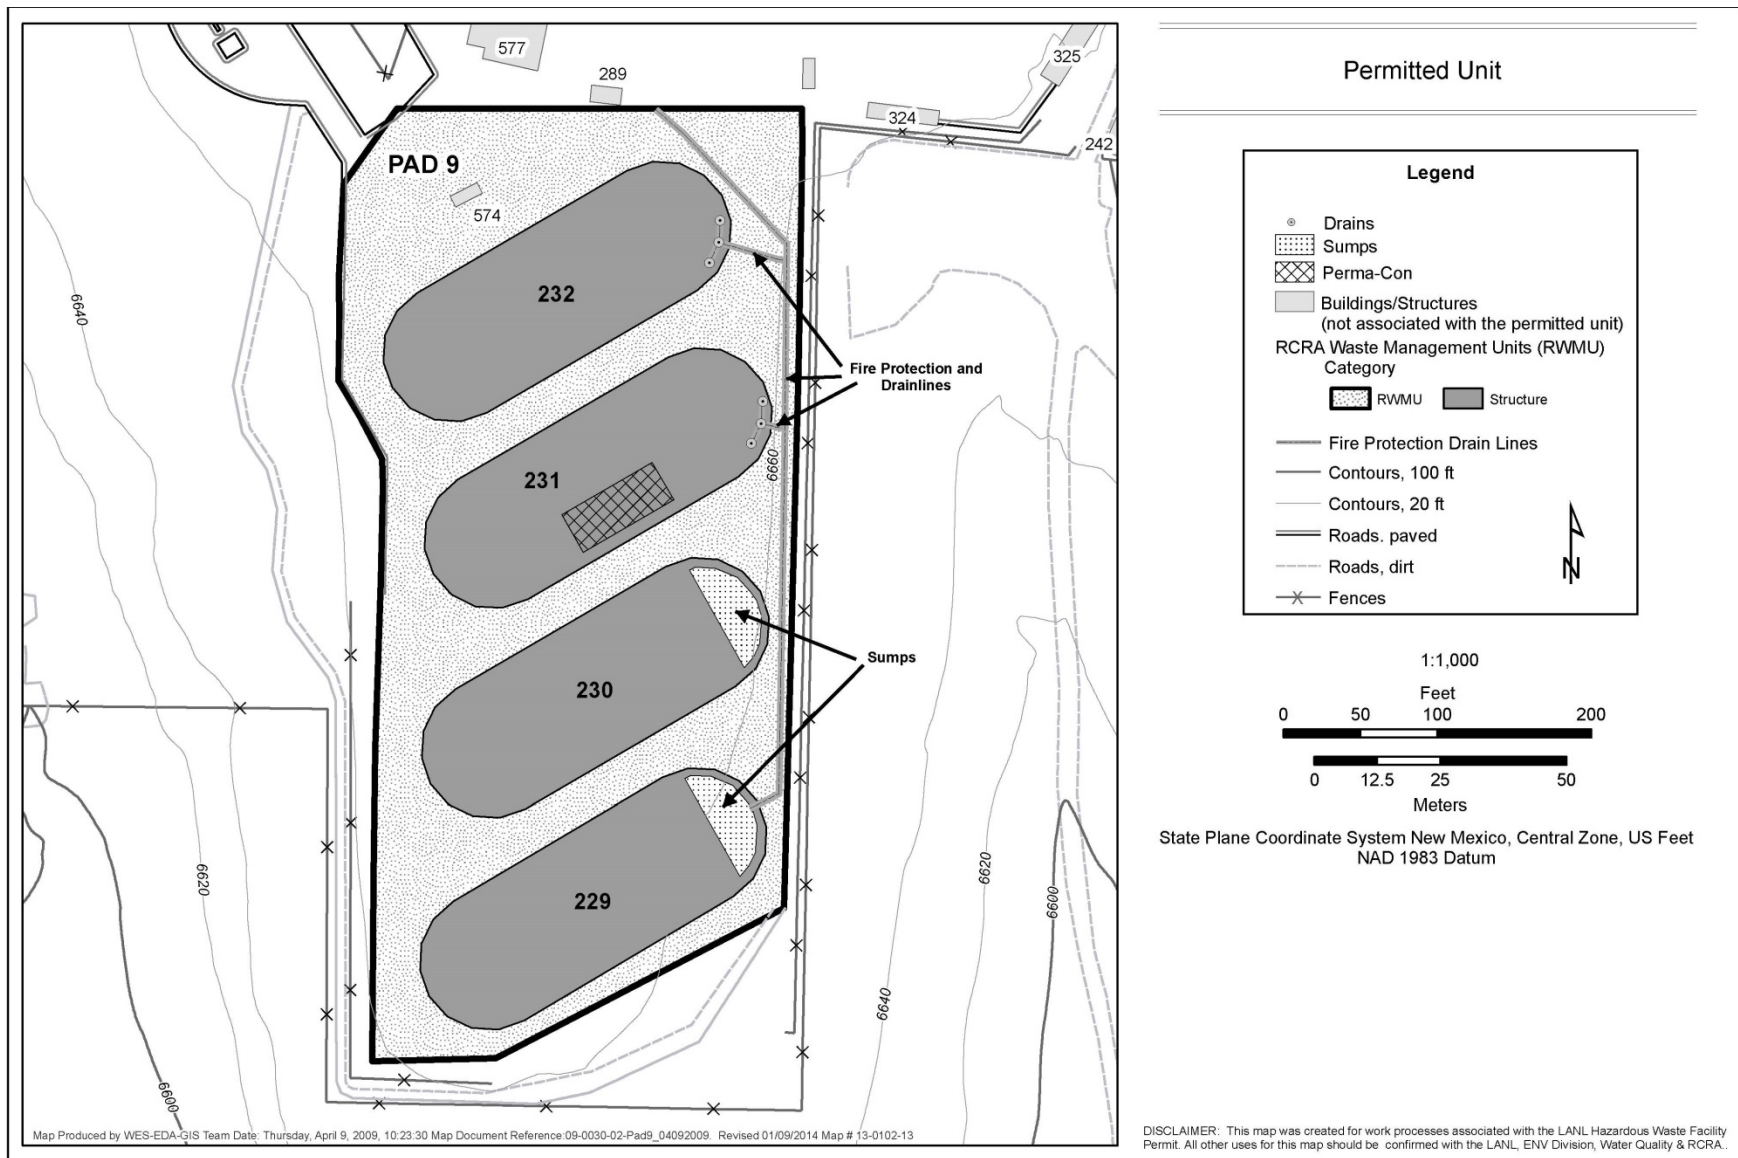 577
289
325
324
242
PAD 9
574
232
6640
Fire Protection and
Drainlines
231
6660
Sumps
230
229
6620
6600
6640
6620
6600
Map Produced by WES-EDA-GIS Team Date: Thursday, April 9, 2009, 10:23:30 Map Document Reference:09-0030-02-Pad9_04092009. Revised 01/09/2014 Map # 13-0102-13
Permitted Unit
Legend
Drains
Sumps
Perma-Con
Buildings/Structures
(not associated with the permitted unit)
RCRA Waste Management Units (RWMU)
Category
RWMU Structure
Fire Protection Drain Lines
Contours, 100 ft
Contours, 20 ft
Roads. paved
Roads, dirt
Fences
N
1:1,000
Feet
0 50 100 200
0 12.5 25 50
Meters
State Plane Coordinate System New Mexico, Central Zone, US Feet
NAD 1983 Datum
DISCLAIMER: This map was created for work processes associated with the LANL Hazardous Waste Facility
Permit. All other uses for this map should be confirmed with the LANL, ENV Division, Water Quality & RCRA..